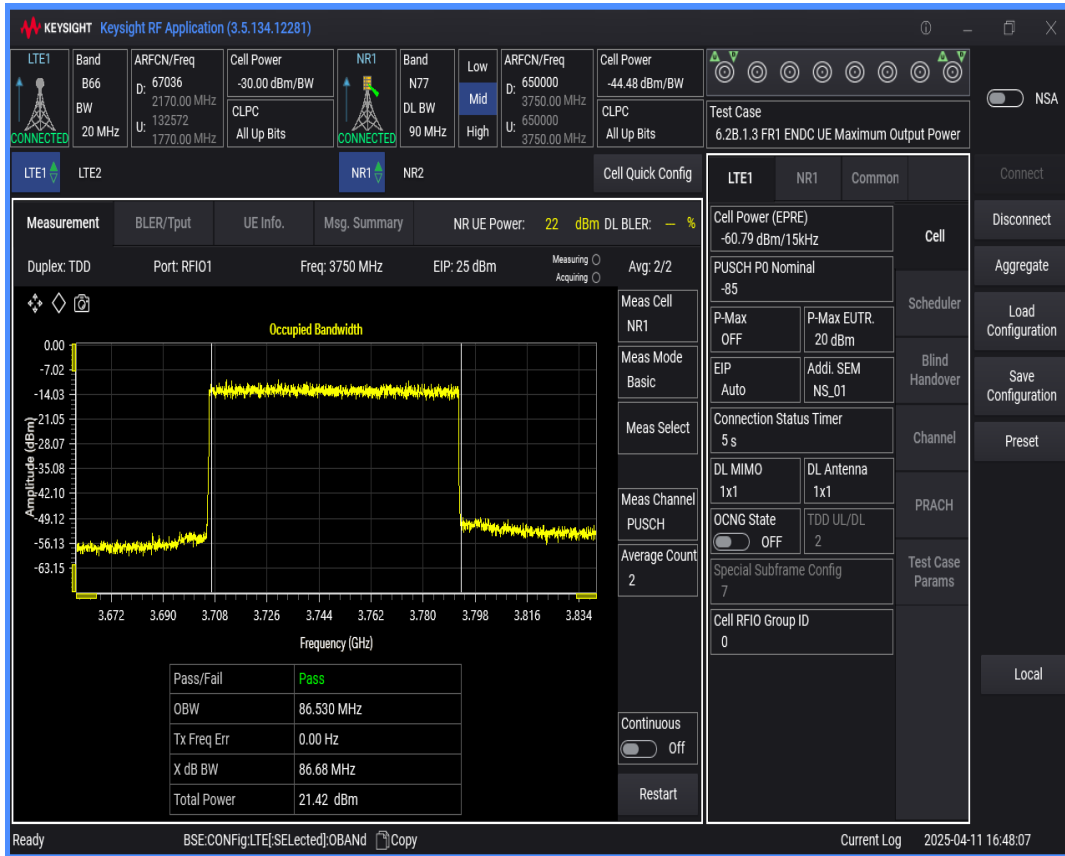 KEYSIGHT Keysight RF Application (3.5.134.12281)
LTE1
CONNECTED
Band
B66
BW
20 MHz
ARFCN/Freq
D: 67036
2170.00 MHz
U: 132572
1770.00 MHz
Cell Power
-30.00 dBm/BW
CLPC
All Up Bits
NR1
CONNECTED
Band
N77
DL BW
90 MHz
Low
Mid
High
ARFCN/Freq
D: 650000
3750.00 MHz
U: 650000
3750.00 MHz
Cell Power
-44.48 dBm/BW
CLPC
All Up Bits
Test Case
6.2B.1.3 FR1 ENDC UE Maximum Output Power
NSA
LTE1 LTE2 NR1 NR2 Cell Quick Config
Measurement BLER/Tput UE Info. Msg. Summary NR UE Power: 22 dBm DL BLER: — %
Duplex: TDD Port: RFIO1 Freq: 3750 MHz EIP: 25 dBm Measuring Acquiring Avg: 2/2
Occupied Bandwidth
Amplitude (dBm)
0.00
-7.02
-14.03
-21.05
-28.07
-35.08
-42.10
-49.12
-56.13
-63.15
3.672 3.690 3.708 3.726 3.744 3.762 3.780 3.798 3.816 3.834
Frequency (GHz)
Pass/Fail Pass
OBW 86.530 MHz
Tx Freq Err 0.00 Hz
X dB BW 86.68 MHz
Total Power 21.42 dBm
Meas Cell
NR1
Meas Mode
Basic
Meas Select
Meas Channel
PUSCH
Average Count
2
Continuous
Off
Restart
LTE1 NR1 Common
Cell Power (EPRE)
-60.79 dBm/15kHz
PUSCH P0 Nominal
-85
P-Max
OFF
P-Max EUTR.
20 dBm
EIP
Auto
Addi. SEM
NS_01
Connection Status Timer
5 s
DL MIMO
1x1
DL Antenna
1x1
OCNG State
OFF
TDD UL/DL
2
Special Subframe Config
7
Cell RFIO Group ID
0
Cell
Scheduler
Blind
Handover
Channel
PRACH
Test Case
Params
Connect
Disconnect
Aggregate
Load
Configuration
Save
Configuration
Preset
Local
Ready BSE:CONFig:LTE[:SELected]:OBANd Copy Current Log 2025-04-11 16:48:07